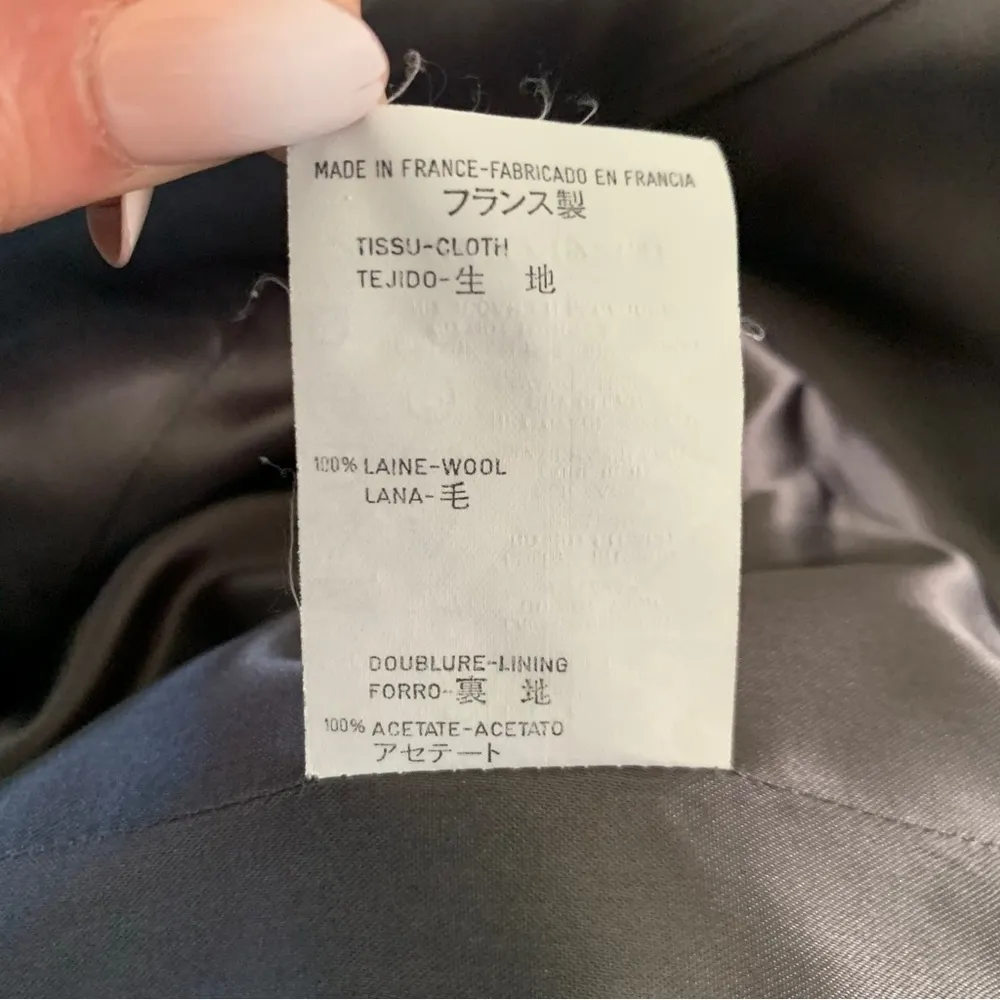 MADE IN FRANCE-FABRICADO EN FRANCIA
フランス製
TISSU-CLOTH
TEJIDO-生 地
100% LAINE-WOOL
LANA-毛
DOUBLURE-LINING
FORRO-裏 地
100% ACETATE-ACETATO
アセテート